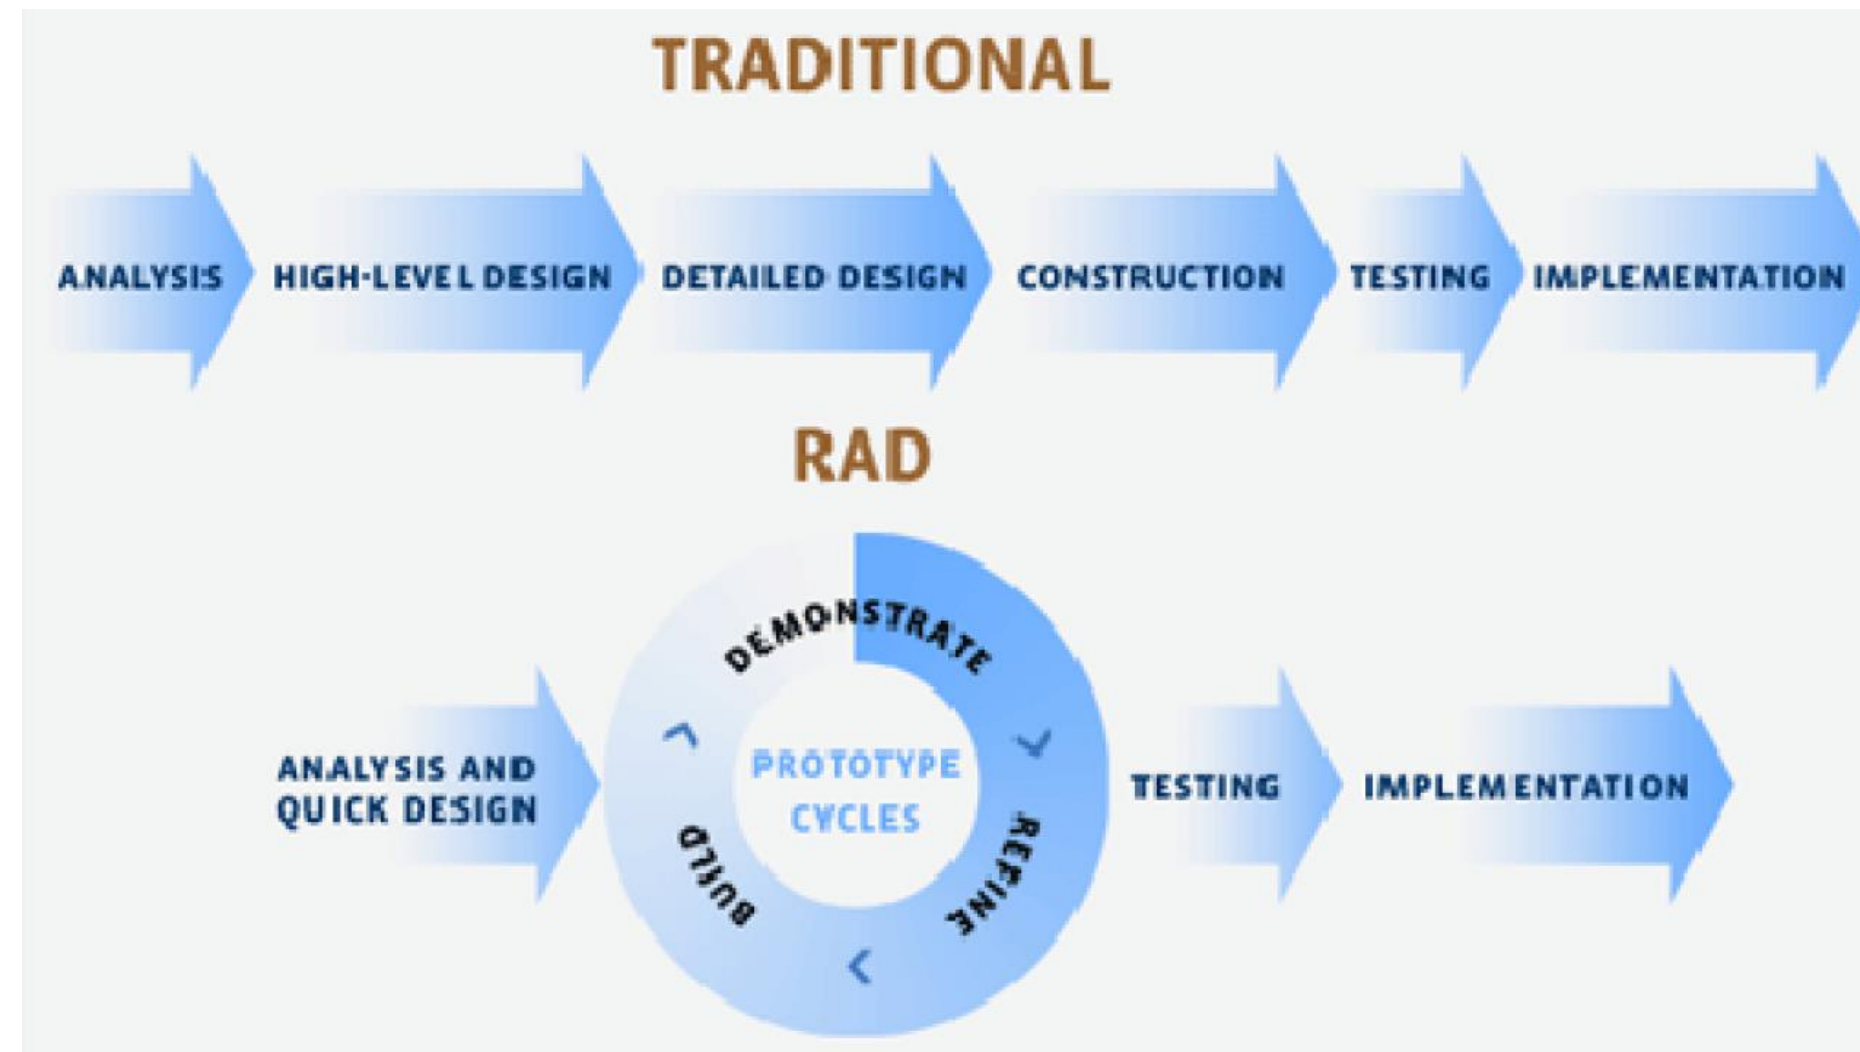 TRADITIONAL
ANALYSIS
HIGH-LEVEL DESIGN
DETAILED DESIGN
CONSTRUCTION
TESTING
IMPLEMENTATION
RAD
ANALYSIS AND
QUICK DESIGN
DEMONSTRATE
REFINE
BUILD
PROTOTYPE
CYCLES
TESTING
IMPLEMENTATION